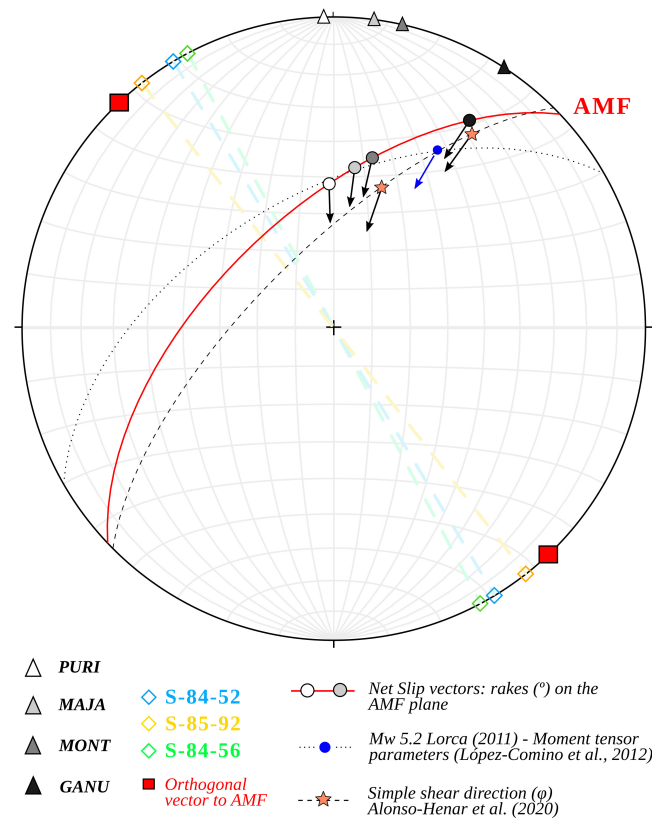 AMF
PURI
MAJA
MONT
GANU
S-84-52
S-85-92
S-84-56
Orthogonal
vector to AMF
Net Slip vectors: rakes (º) on the
AMF plane
Mw 5.2 Lorca (2011) - Moment tensor
parameters (López-Comino et al., 2012)
Simple shear direction (φ)
Alonso-Henar et al. (2020)